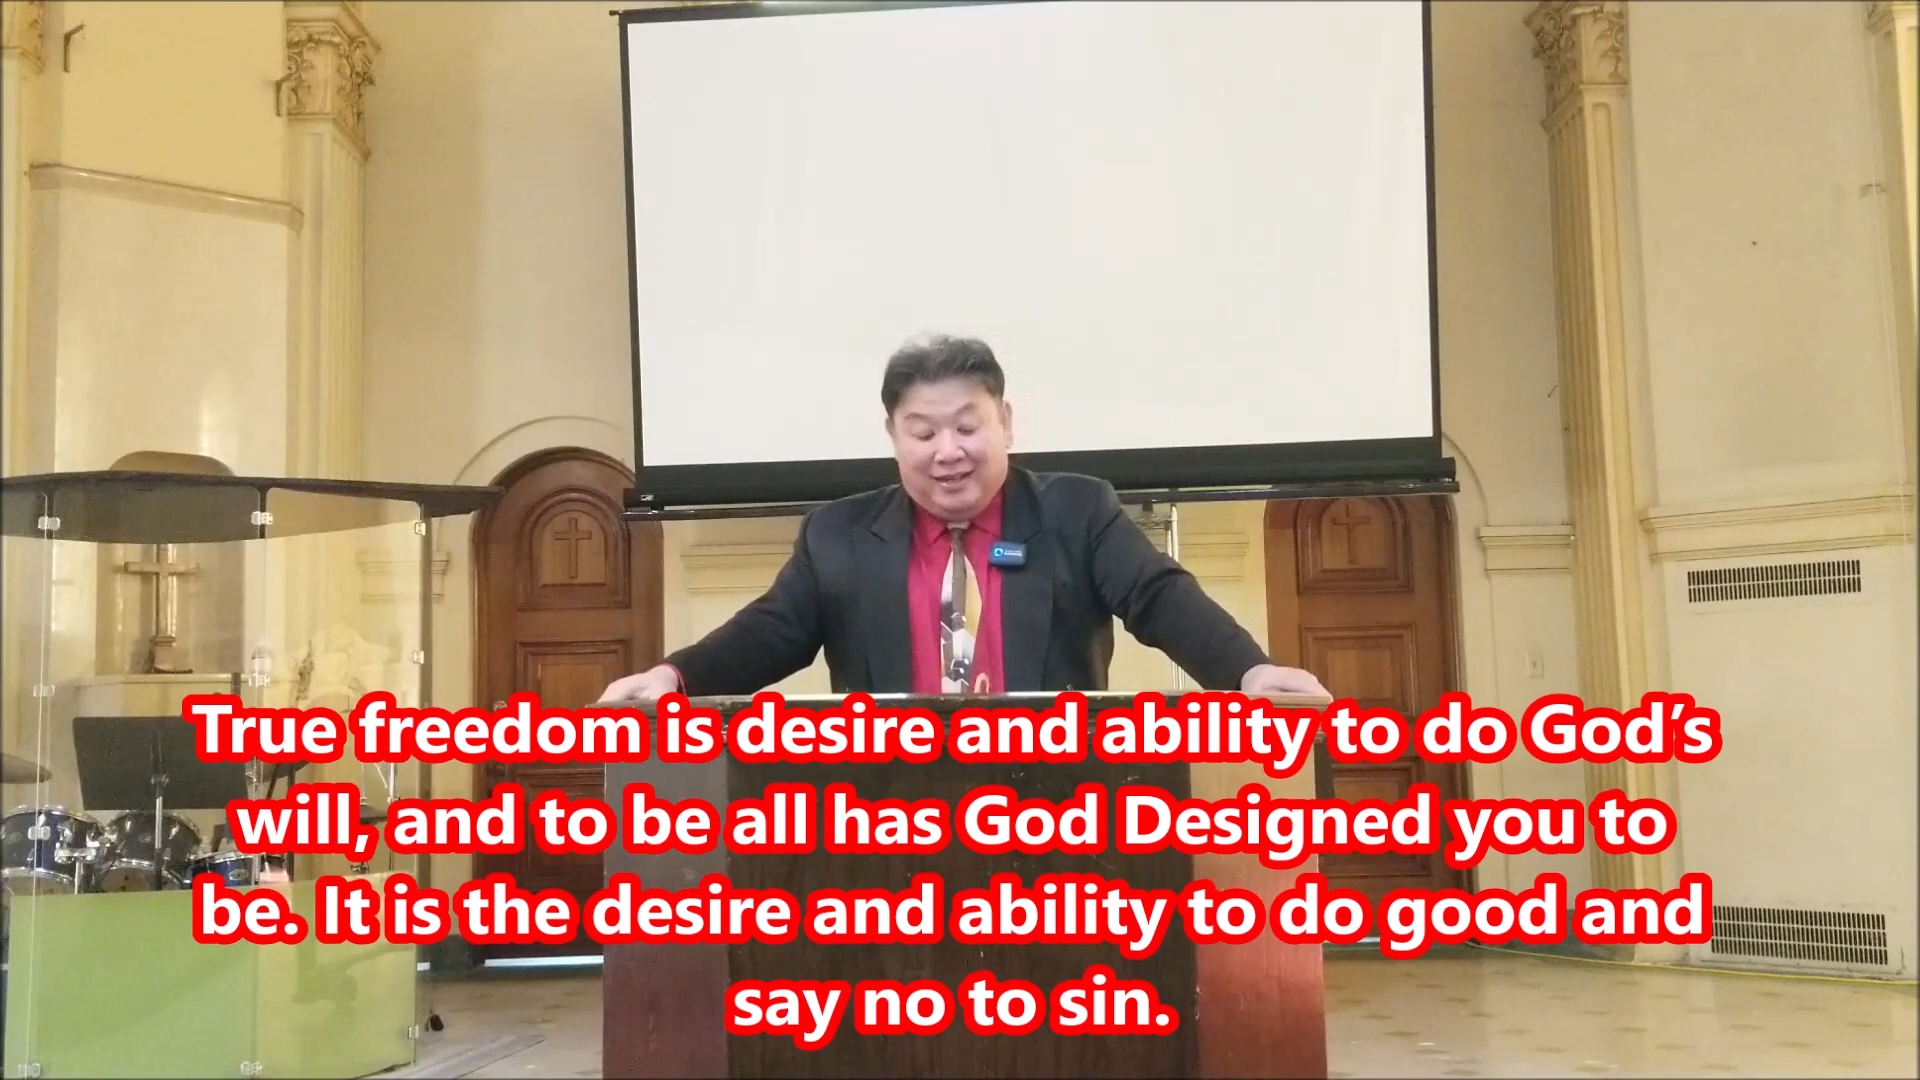 True freedom is desire and ability to do God’s
will, and to be all has God Designed you to
be. It is the desire and ability to do good and
say no to sin.